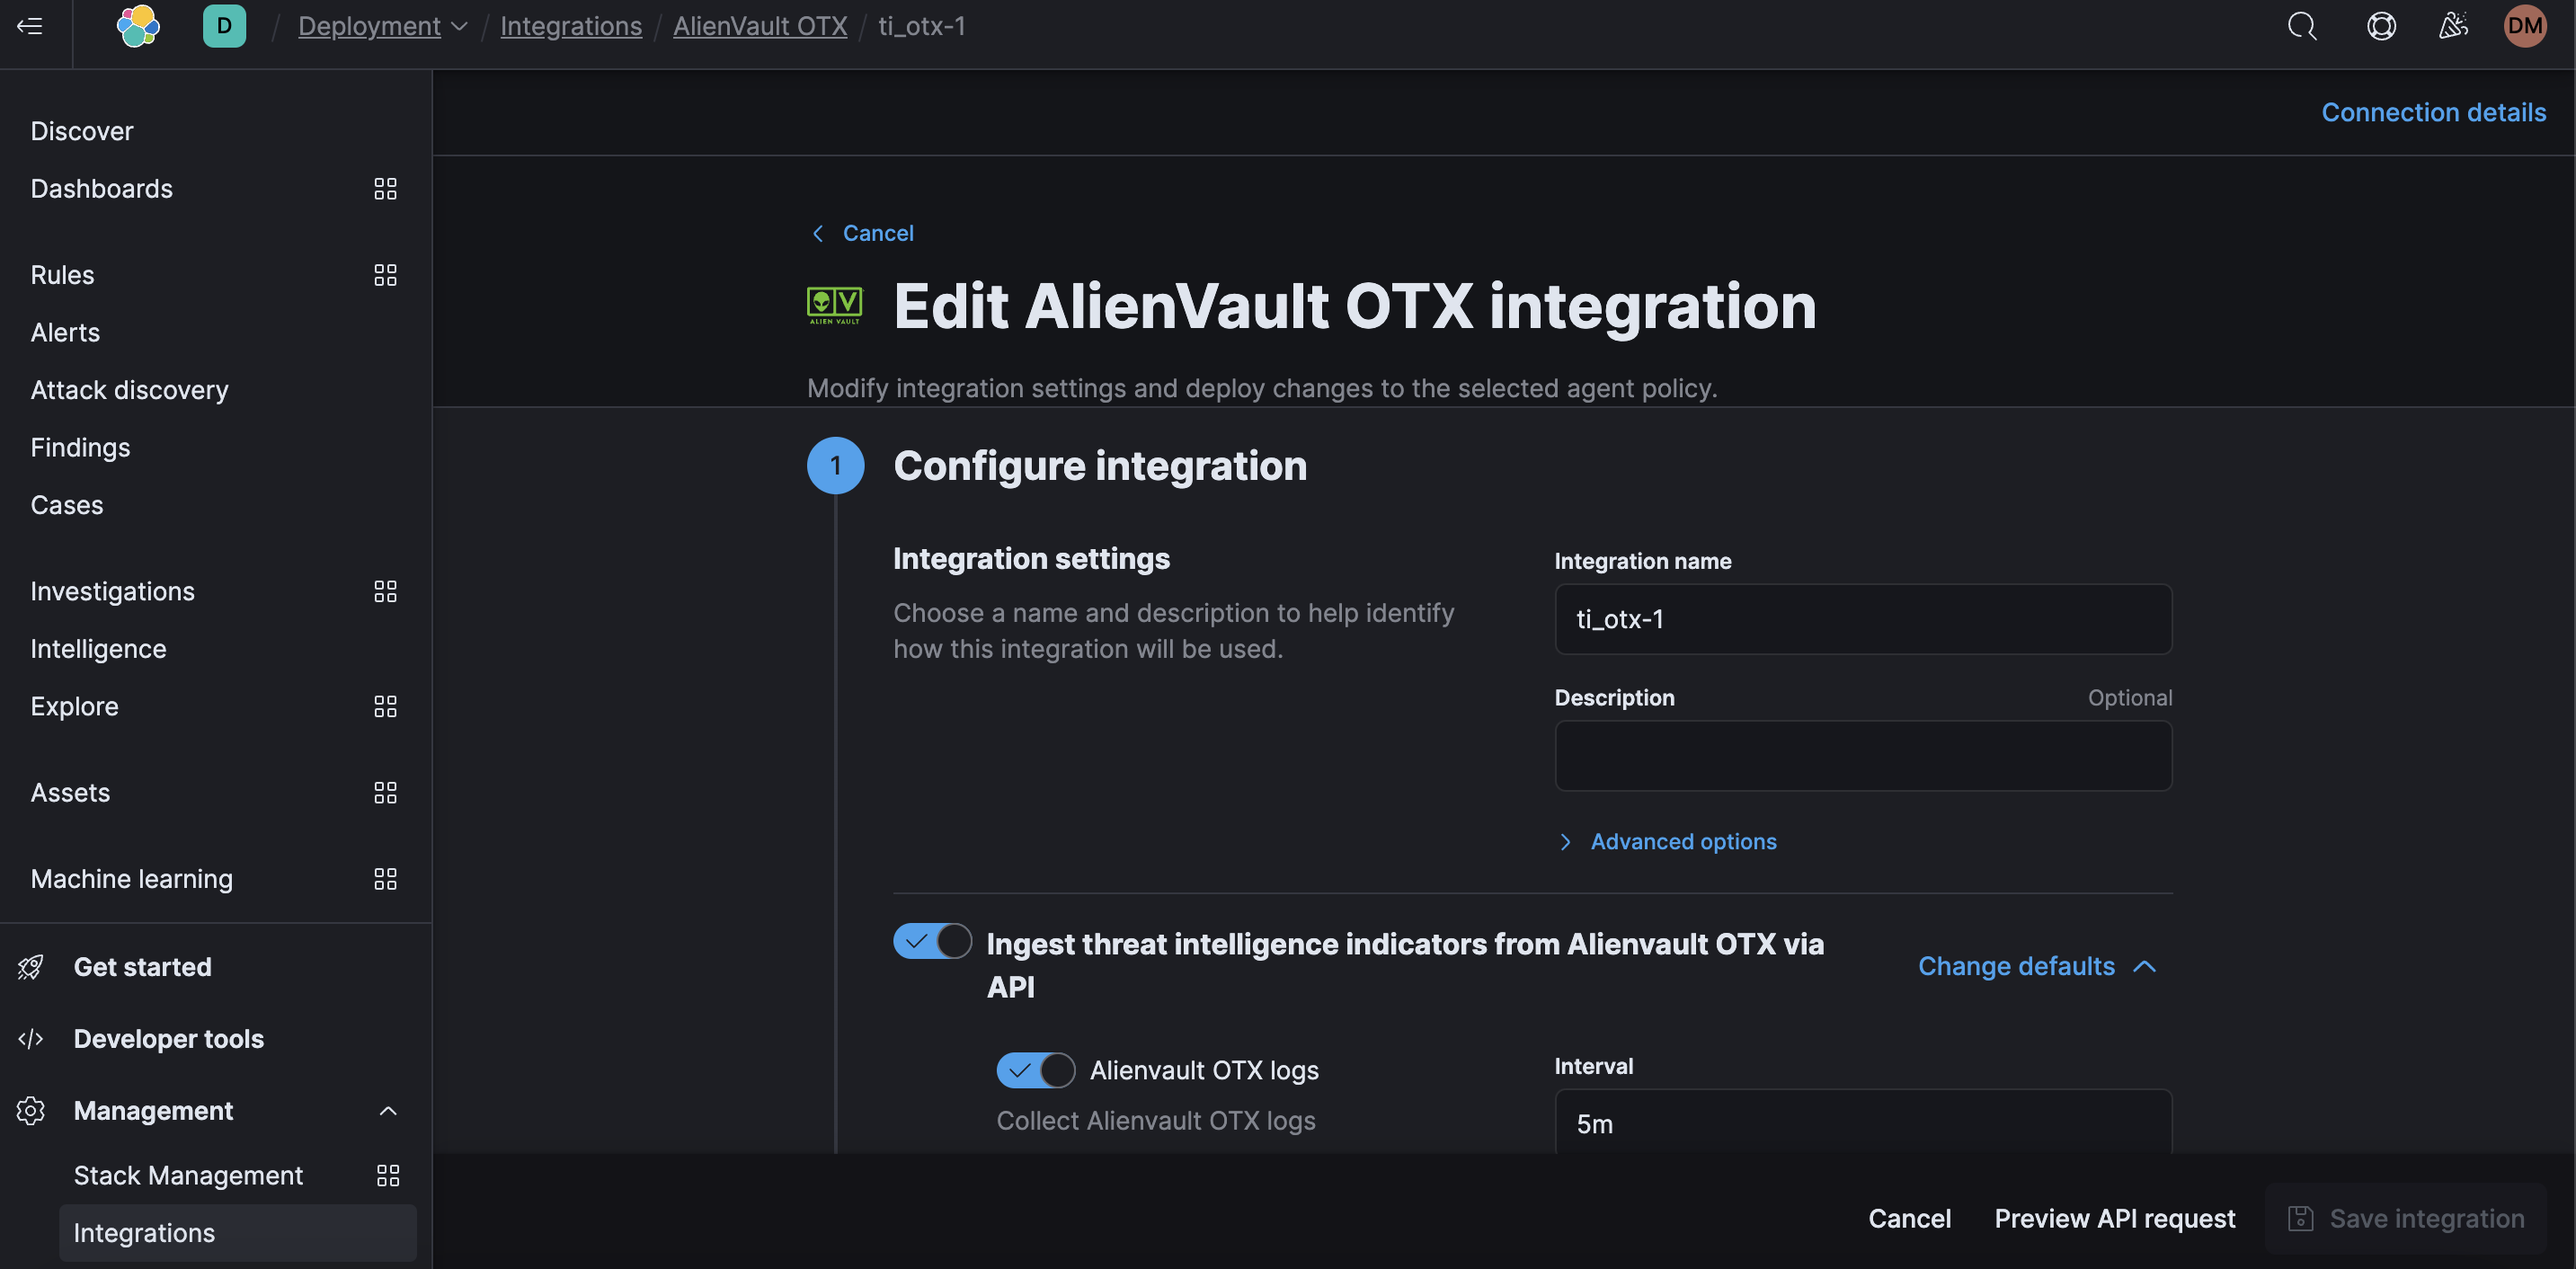 D / Deployment / Integrations / AlienVault OTX / ti_otx-1
DM
Discover
Dashboards
Rules
Alerts
Attack discovery
Findings
Cases
Investigations
Intelligence
Explore
Assets
Machine learning
Get started
Developer tools
Management
Stack Management
Integrations
Connection details
Cancel
ALIEN VAULT
Edit AlienVault OTX integration
Modify integration settings and deploy changes to the selected agent policy.
1
Configure integration
Integration settings
Choose a name and description to help identify
how this integration will be used.
Integration name
ti_otx-1
Description
Optional
Advanced options
Ingest threat intelligence indicators from Alienvault OTX via
API
Change defaults
Alienvault OTX logs
Collect Alienvault OTX logs
Interval
5m
Cancel
Preview API request
Save integration